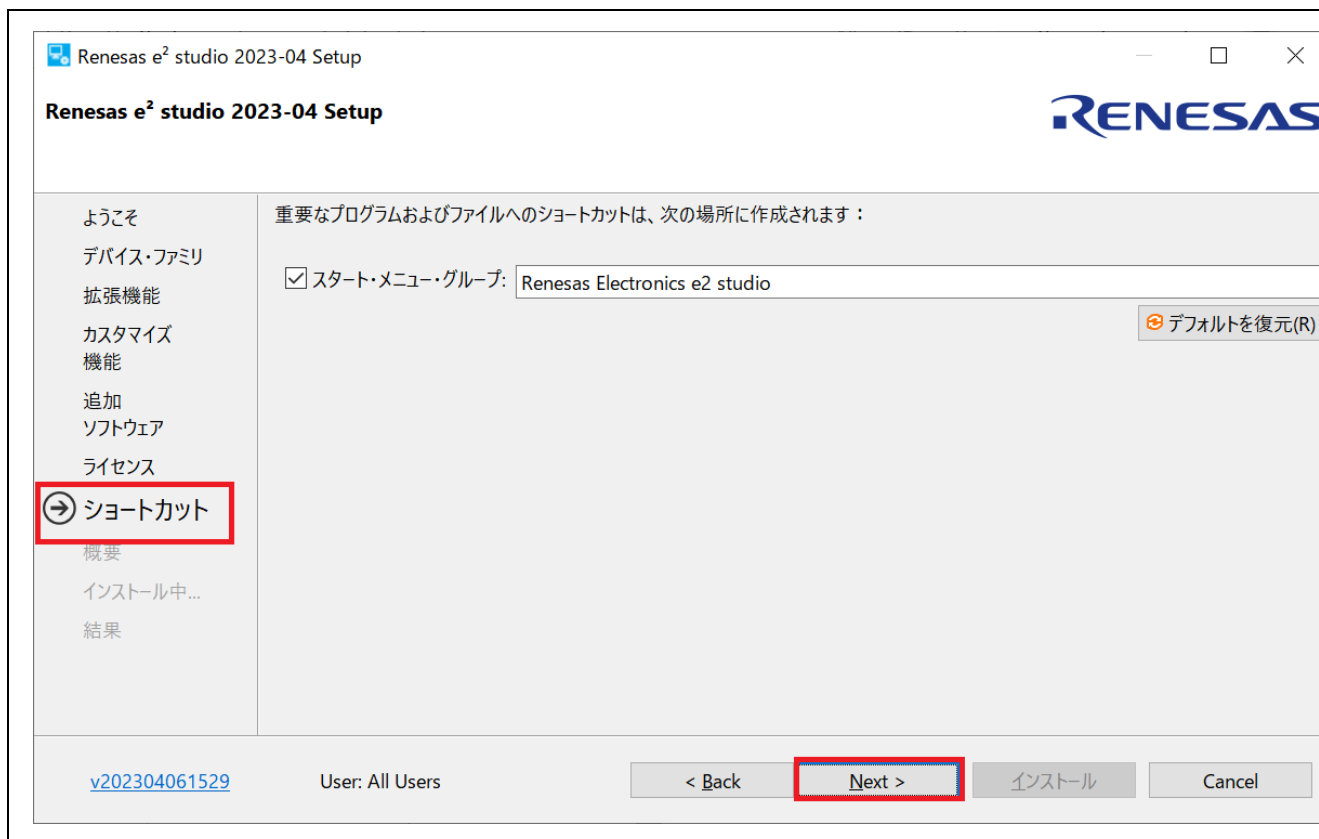 Renesas e² studio 2023-04 Setup
Renesas e² studio 2023-04 Setup
RENESAS
ようこそ
デバイス・ファミリ
拡張機能
カスタマイズ
機能
追加
ソフトウェア
ライセンス
ショートカット
概要
インストール中...
結果
重要なプログラムおよびファイルへのショートカットは、次の場所に作成されます：
スタート・メニュー・グループ: Renesas Electronics e2 studio
デフォルトを復元(R)
v202304061529 User: All Users < Back Next > インストール Cancel